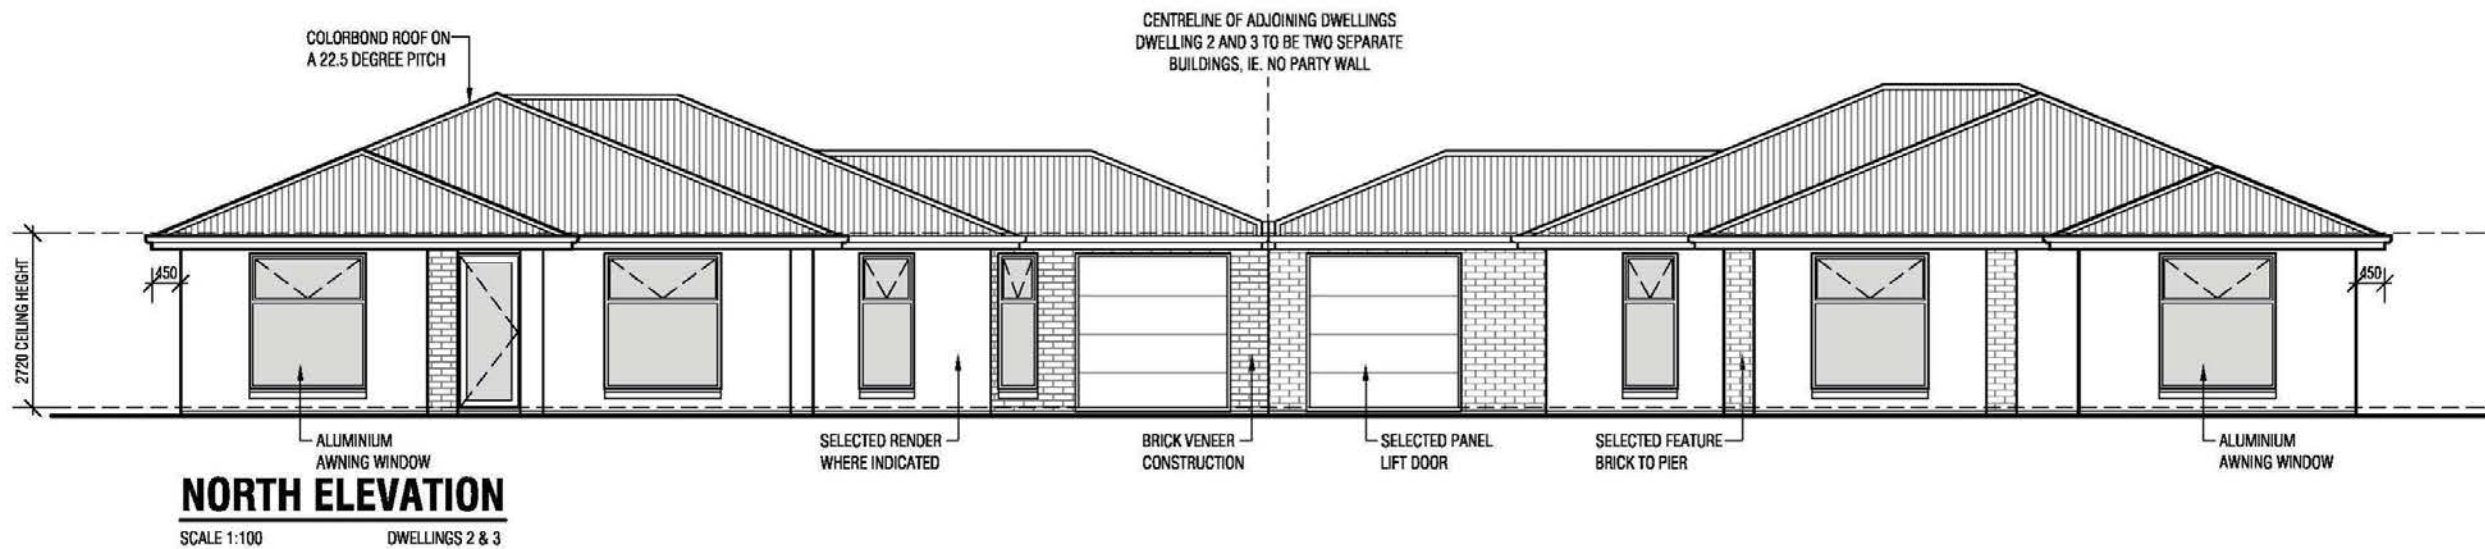 CENTRELINE OF ADJOINING DWELLINGS
DWELLING 2 AND 3 TO BE TWO SEPARATE
BUILDINGS, IE. NO PARTY WALL
COLORBOND ROOF ON
A 22.5 DEGREE PITCH
2720 CEILING HEIGHT
450
450
ALUMINIUM
AWNING WINDOW
SELECTED RENDER
WHERE INDICATED
BRICK VENEER
CONSTRUCTION
SELECTED PANEL
LIFT DOOR
SELECTED FEATURE
BRICK TO PIER
ALUMINIUM
AWNING WINDOW
NORTH ELEVATION
SCALE 1:100 DWELLINGS 2 & 3